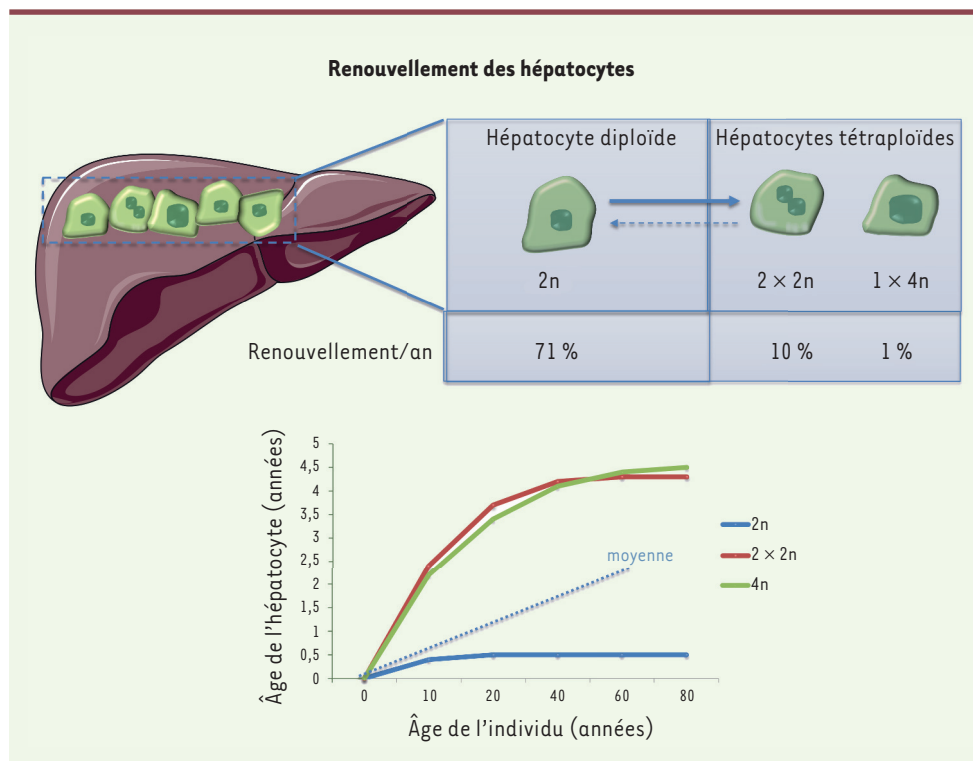 Renouvellement des hépatocytes
Hépatocyte diploïde
Hépatocytes tétraploïdes
2n
2 × 2n
1 × 4n
Renouvellement/an
71 %
10 %
1 %
Âge de l'hépatocyte (années)
5
4,5
4
3,5
3
2,5
2
1,5
1
0,5
0
moyenne
2n
2 × 2n
4n
0
10
20
40
60
80
Âge de l'individu (années)